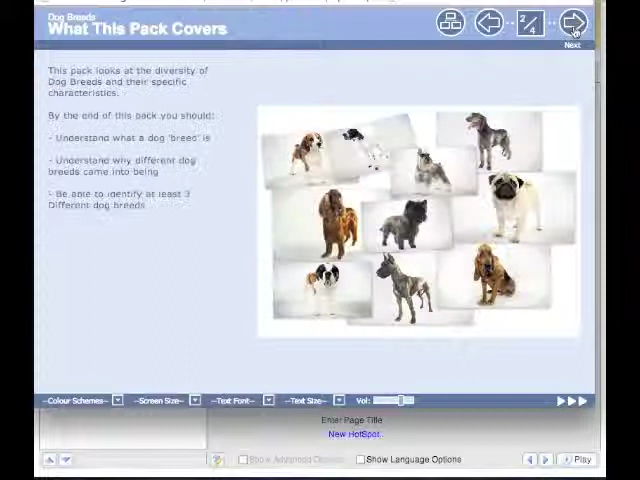 Dog Breeds
What This Pack Covers
2/4
Next
This pack looks at the diversity of
Dog Breeds and their specific
characteristics.
By the end of this pack you should:
- Understand what a dog 'breed' is
- Understand why different dog
breeds came into being
- Be able to identify at least 3
Different dog breeds
--Colour Schemes--
--Screen Size--
--Text Font--
--Text Size--
Vol:
Enter Page Title
New HotSpot..
Show Advanced
Show Language Options
Play